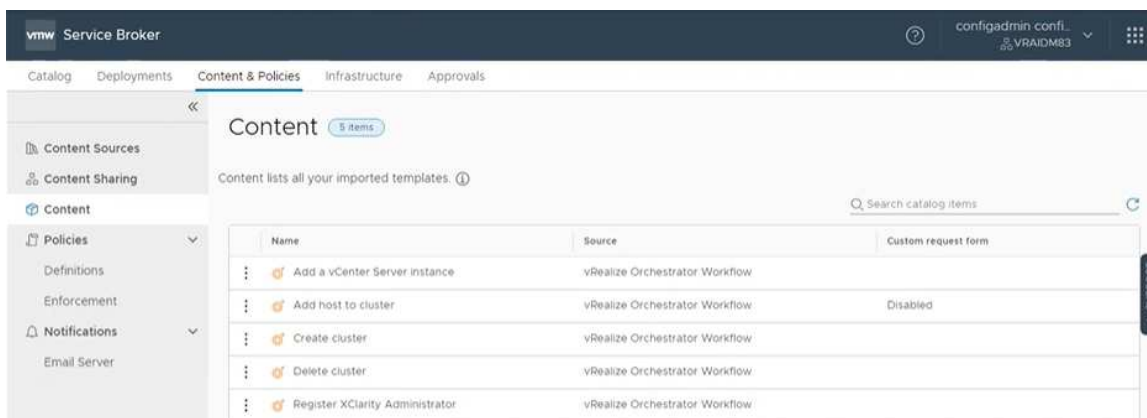 vmw Service Broker
configadmin confi...
VRAIDM83
Catalog Deployments Content & Policies Infrastructure Approvals
Content 5 items
Content Sources
Content Sharing
Content lists all your imported templates.
Content
Search catalog items
Policies
Name Source Custom request form
Definitions
Add a vCenter Server instance vRealize Orchestrator Workflow
Enforcement
Add host to cluster vRealize Orchestrator Workflow Disabled
Notifications
Create cluster vRealize Orchestrator Workflow
Email Server
Delete cluster vRealize Orchestrator Workflow
Register XClarity Administrator vRealize Orchestrator Workflow